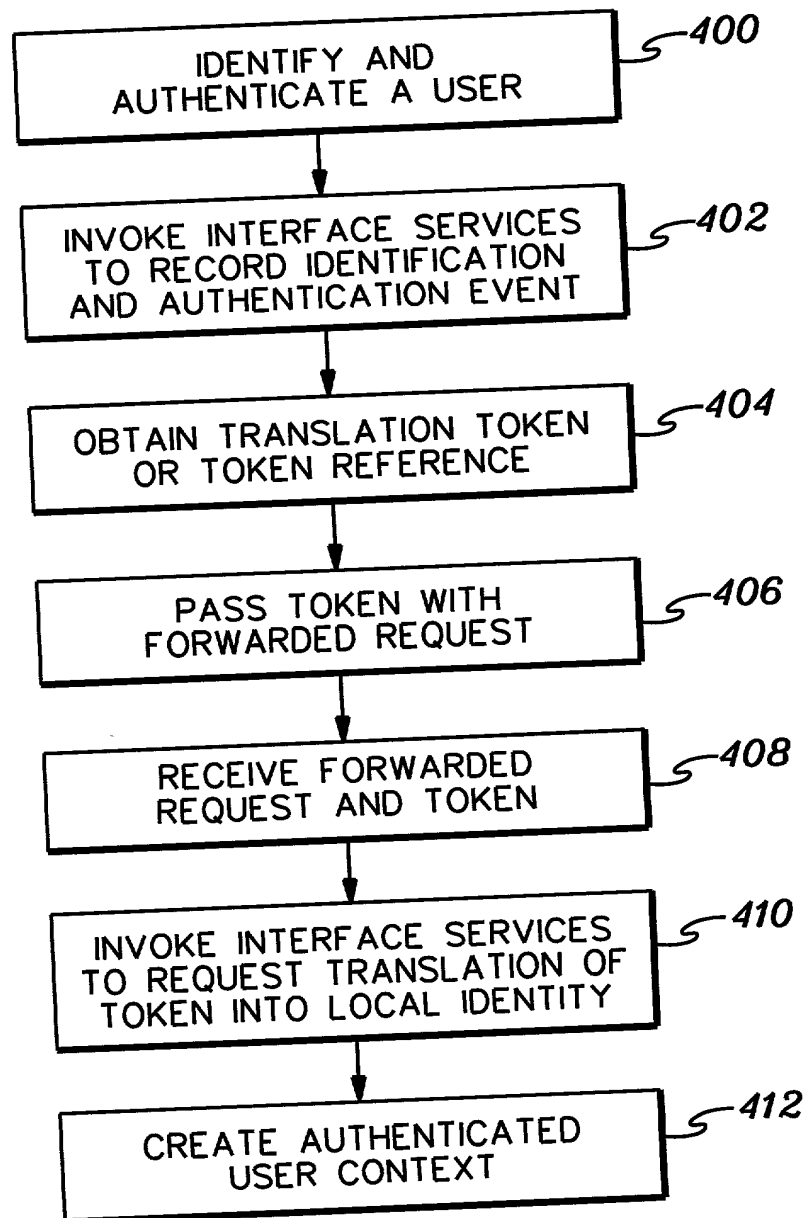 400
IDENTIFY AND
AUTHENTICATE A USER
402
INVOKE INTERFACE SERVICES
TO RECORD IDENTIFICATION
AND AUTHENTICATION EVENT
404
OBTAIN TRANSLATION TOKEN
OR TOKEN REFERENCE
406
PASS TOKEN WITH
FORWARDED REQUEST
408
RECEIVE FORWARDED
REQUEST AND TOKEN
410
INVOKE INTERFACE SERVICES
TO REQUEST TRANSLATION OF
TOKEN INTO LOCAL IDENTITY
412
CREATE AUTHENTICATED
USER CONTEXT